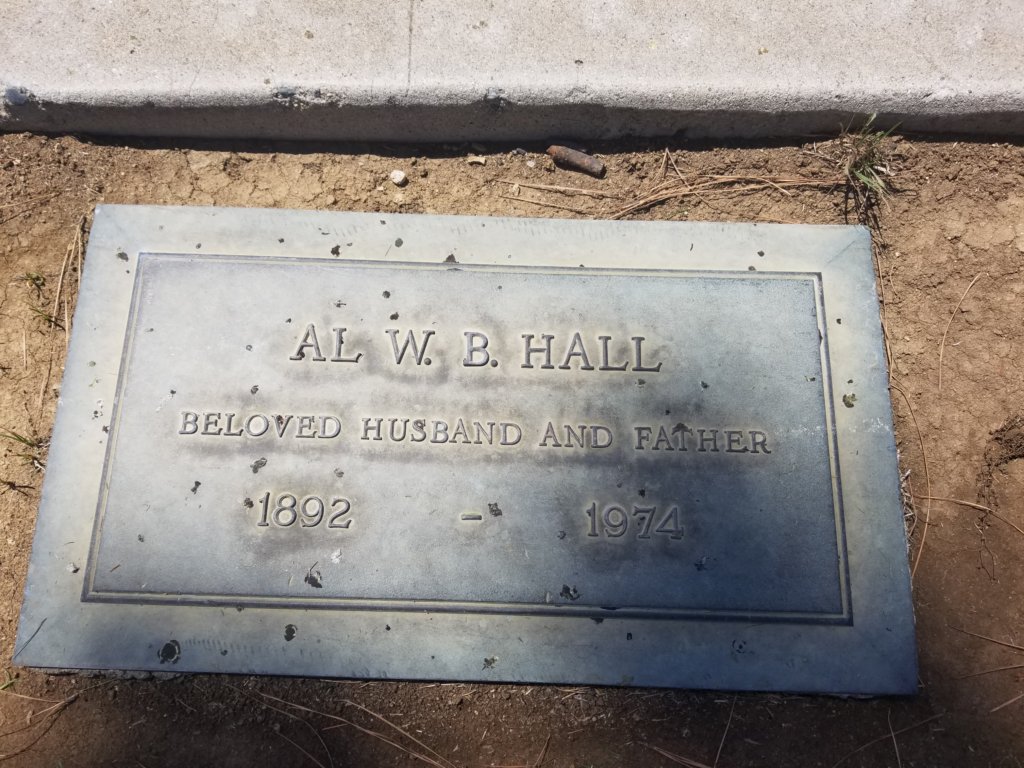 AL W. B. HALL
BELOVED HUSBAND AND FATHER
1892 - 1974